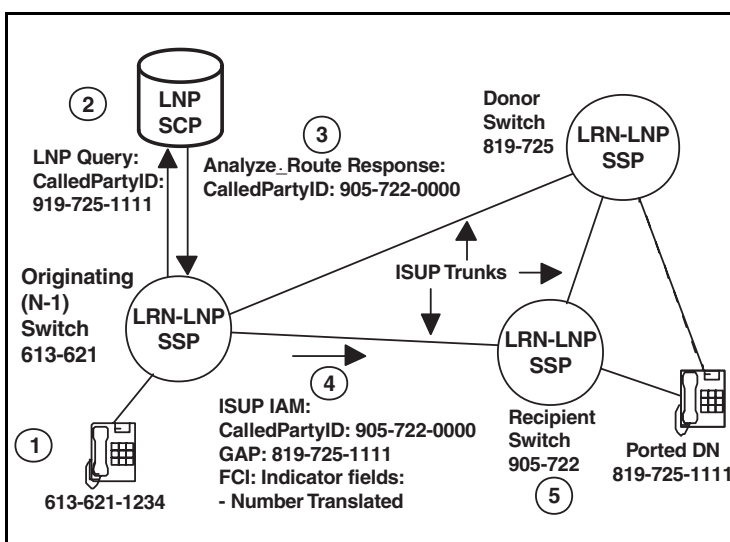 2
LNP
SCP
LNP Query:
CalledPartyID:
919-725-1111
3
Analyze_Route Response:
CalledPartyID: 905-722-0000
Donor
Switch
819-725
LRN-LNP
SSP
Originating
(N-1)
Switch
613-621
LRN-LNP
SSP
ISUP Trunks
LRN-LNP
SSP
4
ISUP IAM:
CalledPartyID: 905-722-0000
GAP: 819-725-1111
FCI: Indicator fields:
- Number Translated
1
613-621-1234
Recipient
Switch
905-722
5
Ported DN
819-725-1111